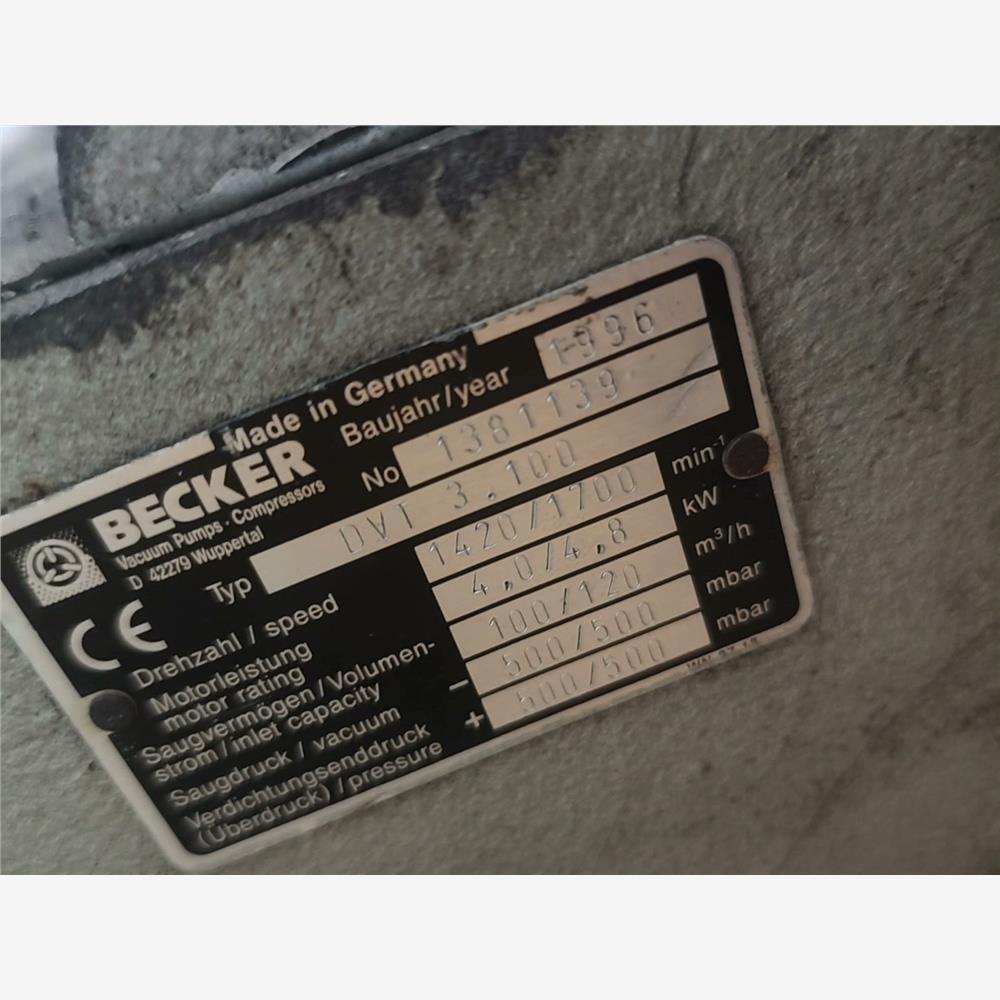 Made in Germany
BECKER
Vacuum Pumps · Compressors
D 42279 Wuppertal
Baujahr/year 1996
No 1381139
Typ DVT 3.100
CE
Drehzahl / speed 1420/1700 min⁻¹
Motorleistung
motor rating 4,0/4,8 kW
Saugvermögen/Volumen-
strom/inlet capacity 100/120 m³/h
Saugdruck / vacuum − 500/500 mbar
Verdichtungsenddruck
(Überdruck) / pressure + 500/500 mbar